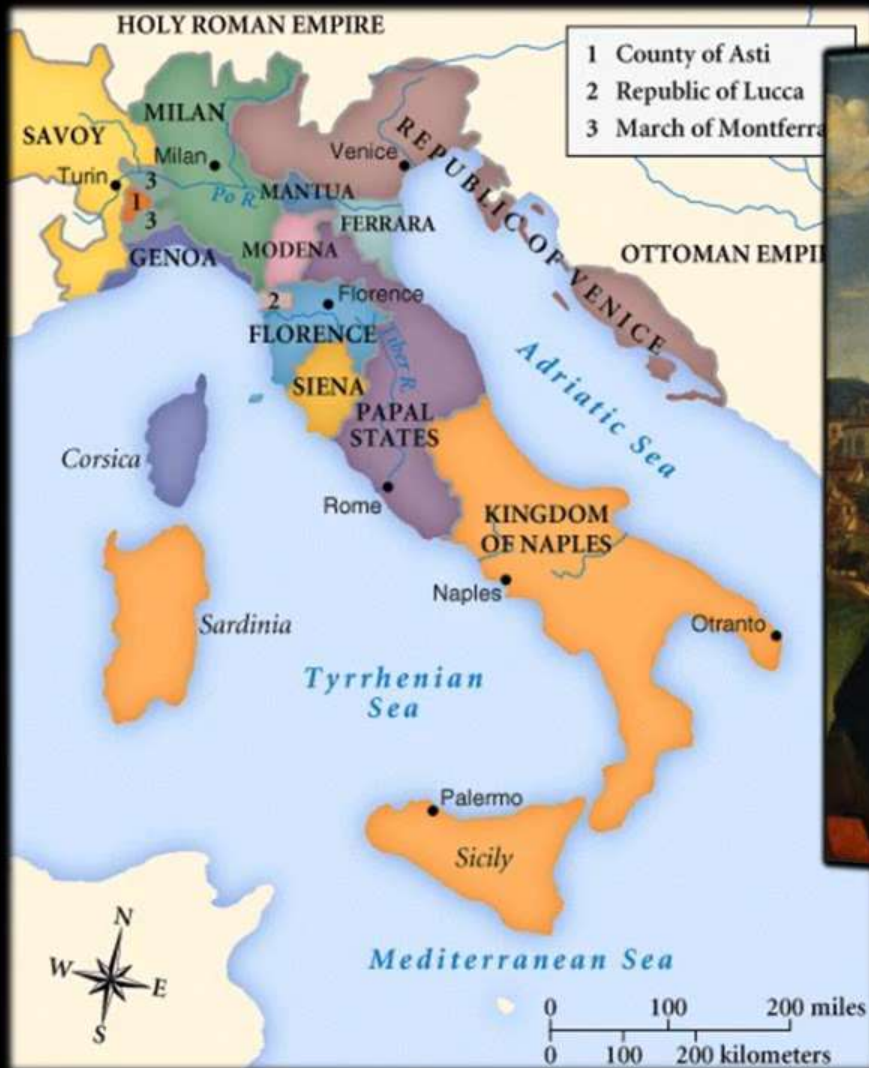 HOLY ROMAN EMPIRE
1 County of Asti
2 Republic of Lucca
3 March of Montferra
SAVOY
MILAN
Milan
Turin
3
1
3
Po R.
Venice
REPUBLIC OF VENICE
MANTUA
FERRARA
MODENA
GENOA
OTTOMAN EMPI
2
Florence
FLORENCE
Tiber R.
SIENA
PAPAL
STATES
Adriatic Sea
Corsica
Rome
KINGDOM
OF NAPLES
Naples
Otranto
Sardinia
Tyrrhenian
Sea
Palermo
Sicily
Mediterranean Sea
N
W
E
S
0 100 200 miles
0 100 200 kilometers